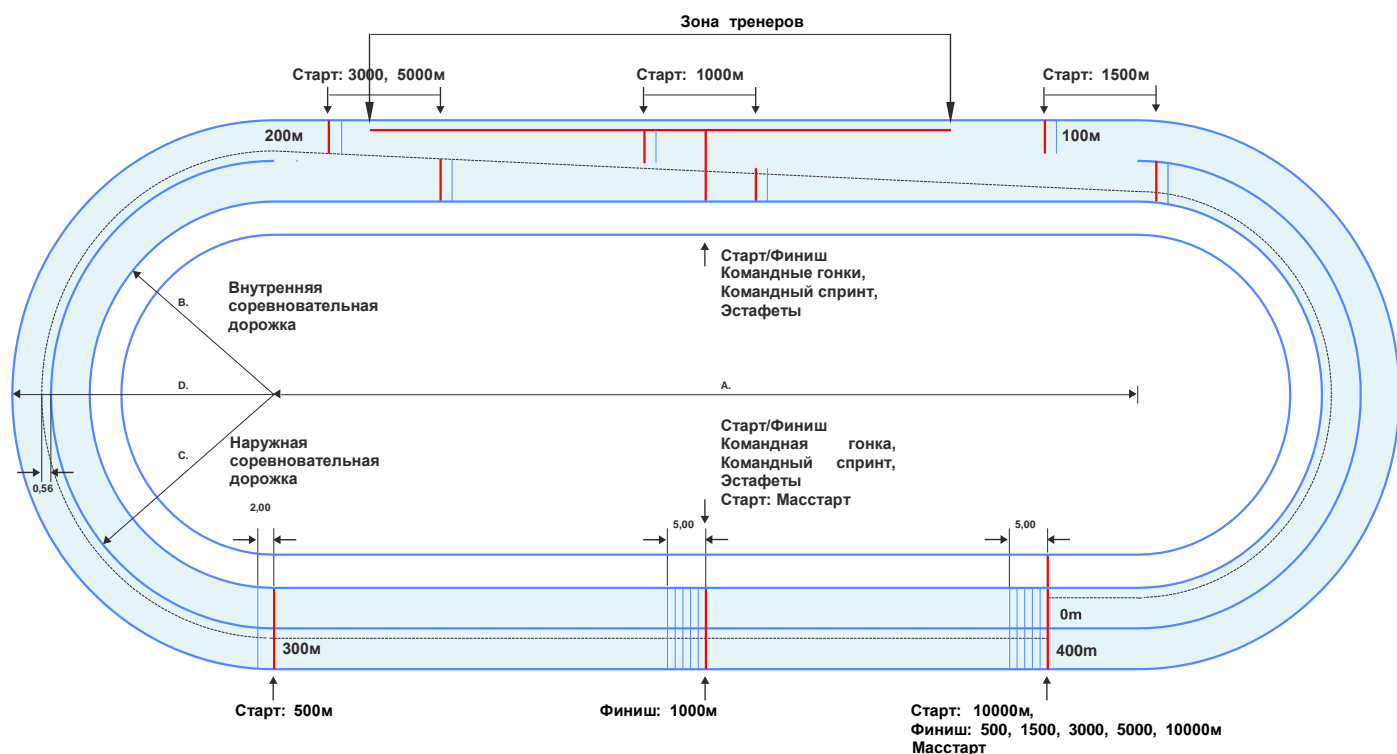 Зона тренеров
Старт: 3000, 5000м
Старт: 1000м
Старт: 1500м
200м
100м
Старт/Финиш
Командные гонки,
Командный спринт,
Эстафеты
Внутренняя
соревновательная
дорожка
B.
D.
A.
C.
Наружная
соревновательная
дорожка
Старт/Финиш
Командная гонка,
Командный спринт,
Эстафеты
Старт: Масстарт
0,56
2,00
5,00
5,00
0m
300м
400m
Старт: 500м
Финиш: 1000м
Старт: 10000м,
Финиш: 500, 1500, 3000, 5000, 10000м
Масстарт